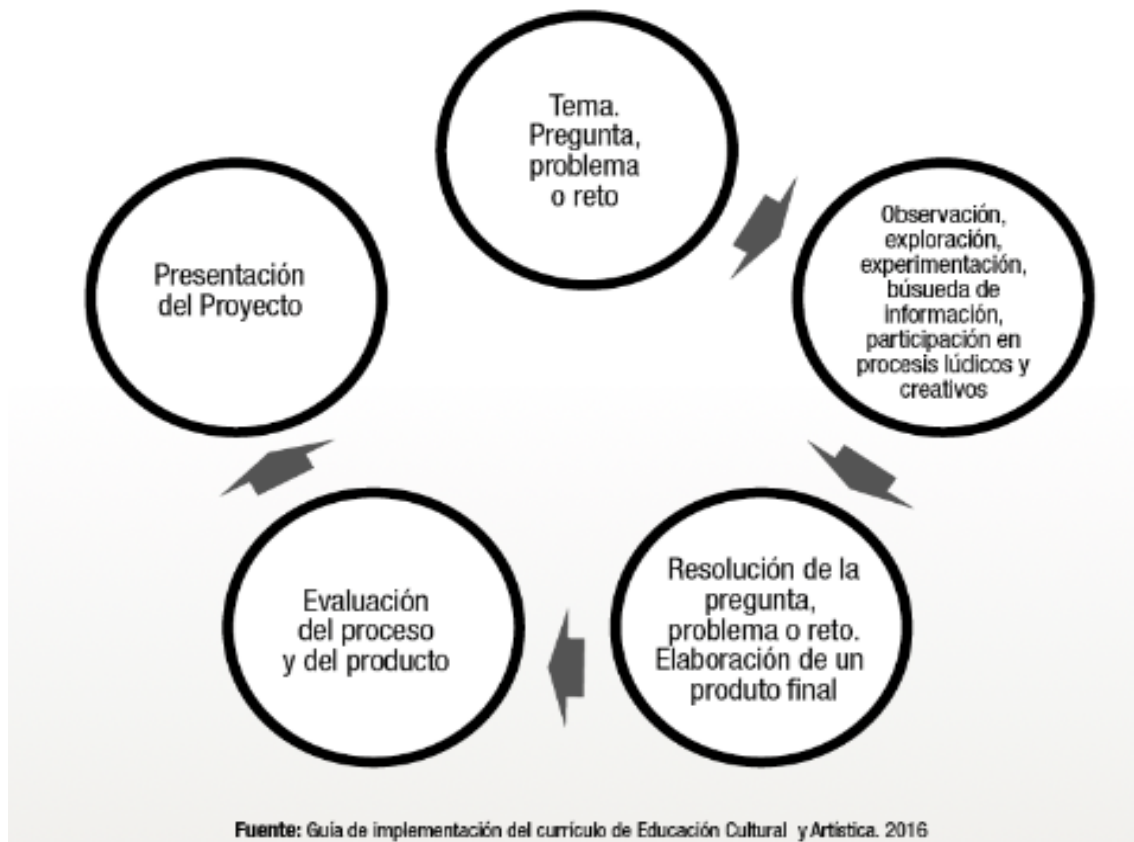 Tema.
Pregunta,
problema
o reto
Observación,
exploración,
experimentación,
búsueda de
información,
participación en
procesis lúdicos y
creativos
Resolución de la
pregunta,
problema o reto.
Elaboración de un
produto final
Evaluación
del proceso
y del producto
Presentación
del Proyecto
Fuente: Guía de implementación del currículo de Educación Cultural y Artística. 2016